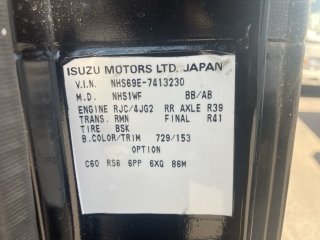 ISUZU MOTORS LTD. JAPAN
V.I.N. NHS69E-7413230
M.D. NHS1WF BB/AB
ENGINE RJC/4JG2 RR AXLE R39
TRANS. RMN FINAL R41
TIRE BSK
B.COLOR/TRIM 729/153
OPTION
C60 RS6 6PP 6XQ 86M